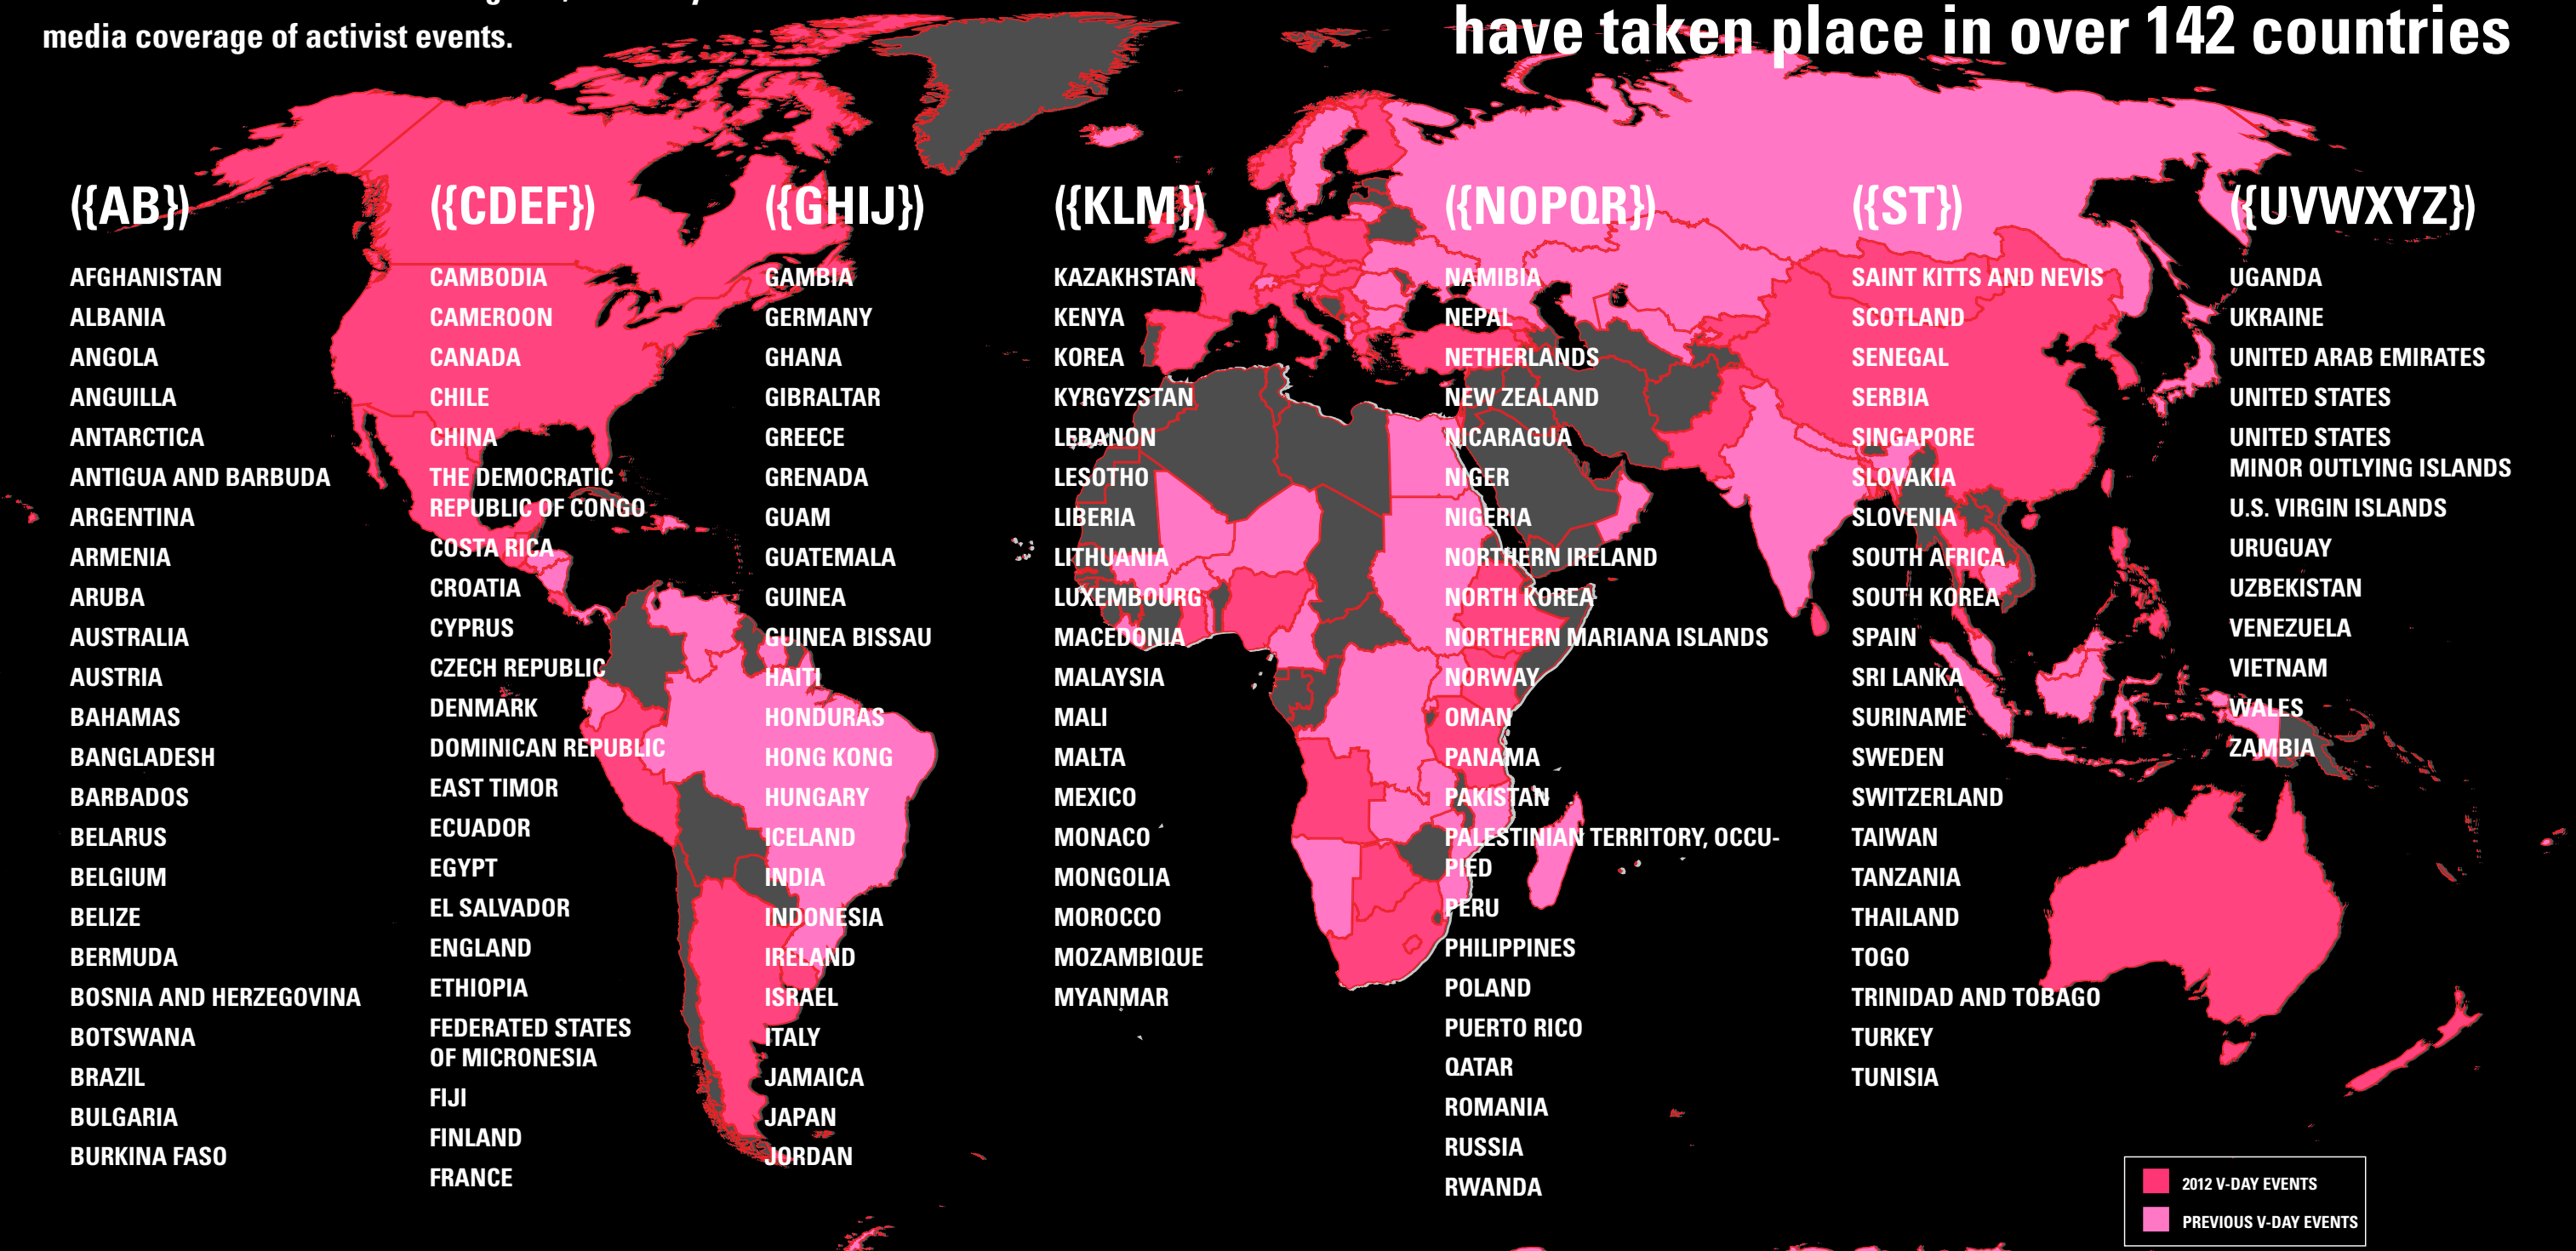 media coverage of activist events.
have taken place in over 142 countries
({AB})
AFGHANISTAN
ALBANIA
ANGOLA
ANGUILLA
ANTARCTICA
ANTIGUA AND BARBUDA
ARGENTINA
ARMENIA
ARUBA
AUSTRALIA
AUSTRIA
BAHAMAS
BANGLADESH
BARBADOS
BELARUS
BELGIUM
BELIZE
BERMUDA
BOSNIA AND HERZEGOVINA
BOTSWANA
BRAZIL
BULGARIA
BURKINA FASO
({CDEF})
CAMBODIA
CAMEROON
CANADA
CHILE
CHINA
THE DEMOCRATIC
REPUBLIC OF CONGO
COSTA RICA
CROATIA
CYPRUS
CZECH REPUBLIC
DENMARK
DOMINICAN REPUBLIC
EAST TIMOR
ECUADOR
EGYPT
EL SALVADOR
ENGLAND
ETHIOPIA
FEDERATED STATES
OF MICRONESIA
FIJI
FINLAND
FRANCE
({GHIJ})
GAMBIA
GERMANY
GHANA
GIBRALTAR
GREECE
GRENADA
GUAM
GUATEMALA
GUINEA
GUINEA BISSAU
HAITI
HONDURAS
HONG KONG
HUNGARY
ICELAND
INDIA
INDONESIA
IRELAND
ISRAEL
ITALY
JAMAICA
JAPAN
JORDAN
({KLM})
KAZAKHSTAN
KENYA
KOREA
KYRGYZSTAN
LEBANON
LESOTHO
LIBERIA
LITHUANIA
LUXEMBOURG
MACEDONIA
MALAYSIA
MALI
MALTA
MEXICO
MONACO
MONGOLIA
MOROCCO
MOZAMBIQUE
MYANMAR
({NOPQR})
NAMIBIA
NEPAL
NETHERLANDS
NEW ZEALAND
NICARAGUA
NIGER
NIGERIA
NORTHERN IRELAND
NORTH KOREA
NORTHERN MARIANA ISLANDS
NORWAY
OMAN
PANAMA
PAKISTAN
PALESTINIAN TERRITORY, OCCU-
PIED
PERU
PHILIPPINES
POLAND
PUERTO RICO
QATAR
ROMANIA
RUSSIA
RWANDA
({ST})
SAINT KITTS AND NEVIS
SCOTLAND
SENEGAL
SERBIA
SINGAPORE
SLOVAKIA
SLOVENIA
SOUTH AFRICA
SOUTH KOREA
SPAIN
SRI LANKA
SURINAME
SWEDEN
SWITZERLAND
TAIWAN
TANZANIA
THAILAND
TOGO
TRINIDAD AND TOBAGO
TURKEY
TUNISIA
({UVWXYZ})
UGANDA
UKRAINE
UNITED ARAB EMIRATES
UNITED STATES
UNITED STATES
MINOR OUTLYING ISLANDS
U.S. VIRGIN ISLANDS
URUGUAY
UZBEKISTAN
VENEZUELA
VIETNAM
WALES
ZAMBIA
2012 V-DAY EVENTS
PREVIOUS V-DAY EVENTS